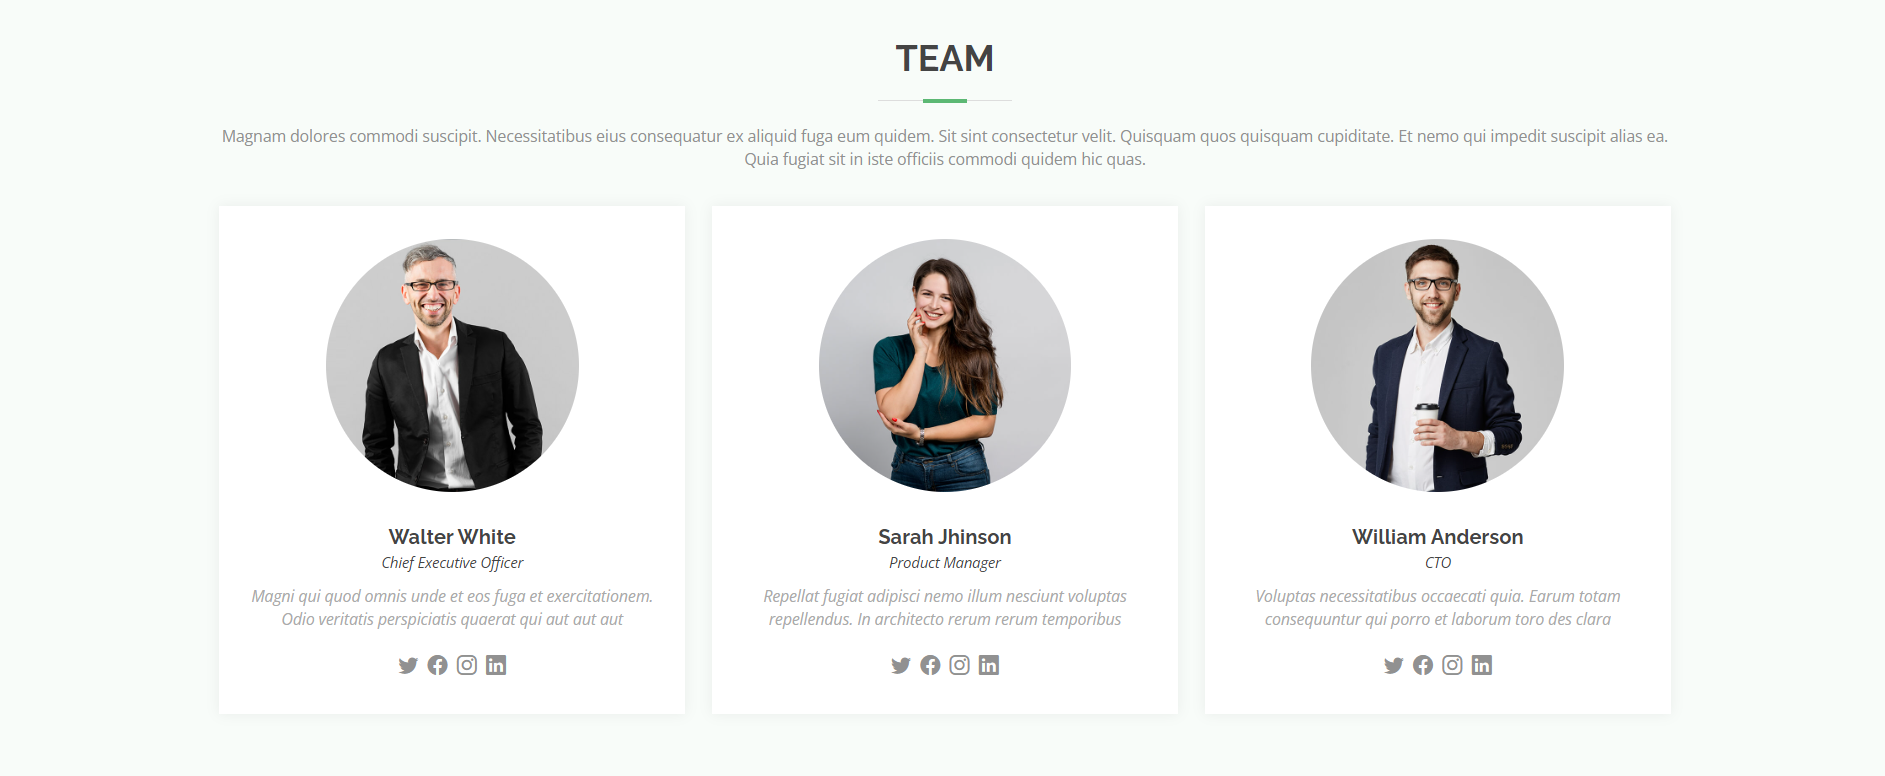 TEAM
Magnam dolores commodi suscipit. Necessitatibus eius consequatur ex aliquid fuga eum quidem. Sit sint consectetur velit. Quisquam quos quisquam cupiditate. Et nemo qui impedit suscipit alias ea.
Quia fugiat sit in iste officiis commodi quidem hic quas.
Walter White
Chief Executive Officer
Magni qui quod omnis unde et eos fuga et exercitationem.
Odio veritatis perspiciatis quaerat qui aut aut aut
Sarah Jhinson
Product Manager
Repellat fugiat adipisci nemo illum nesciunt voluptas
repellendus. In architecto rerum rerum temporibus
William Anderson
CTO
Voluptas necessitatibus occaecati quia. Earum totam
consequuntur qui porro et laborum toro des clara